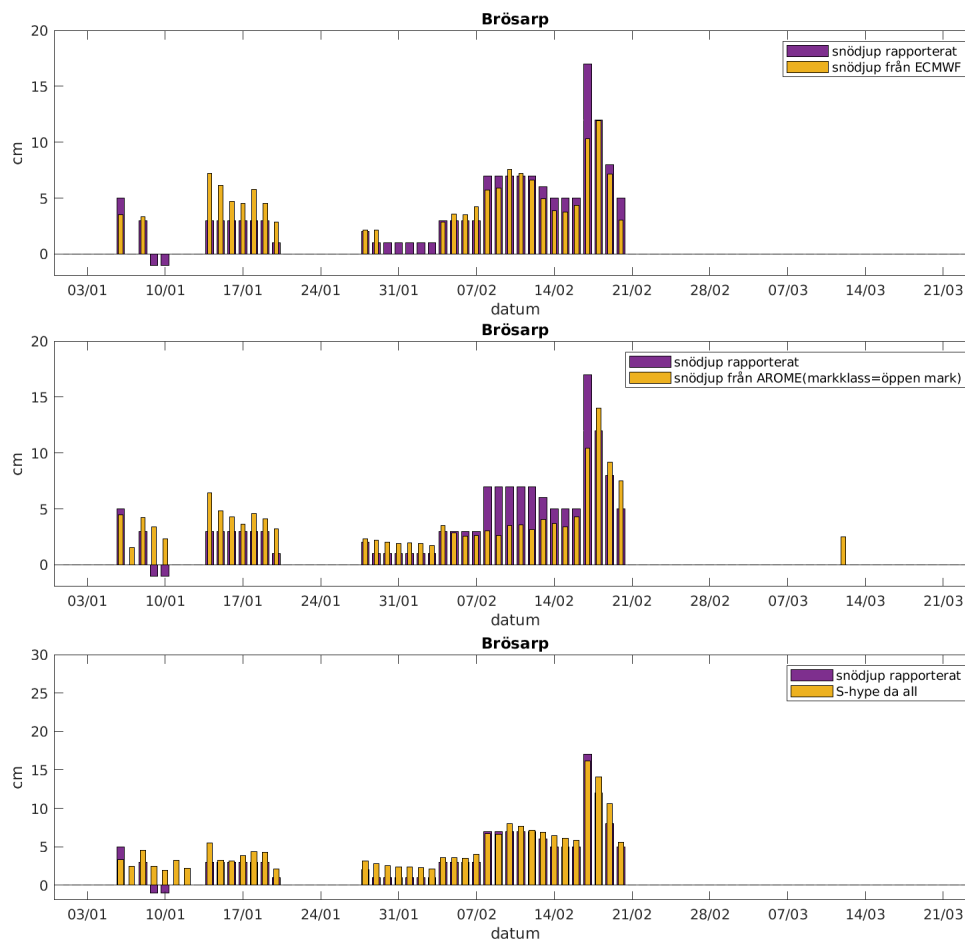 Brösarp
20
15
10
5
0
cm
snödjup rapporterat
snödjup från ECMWF
03/01 10/01 17/01 24/01 31/01 07/02 14/02 21/02 28/02 07/03 14/03 21/03
datum
Brösarp
20
15
10
5
0
cm
snödjup rapporterat
snödjup från AROME(markklass=öppen mark)
03/01 10/01 17/01 24/01 31/01 07/02 14/02 21/02 28/02 07/03 14/03 21/03
datum
Brösarp
30
25
20
15
10
5
0
cm
snödjup rapporterat
S-hype da all
03/01 10/01 17/01 24/01 31/01 07/02 14/02 21/02 28/02 07/03 14/03 21/03
datum